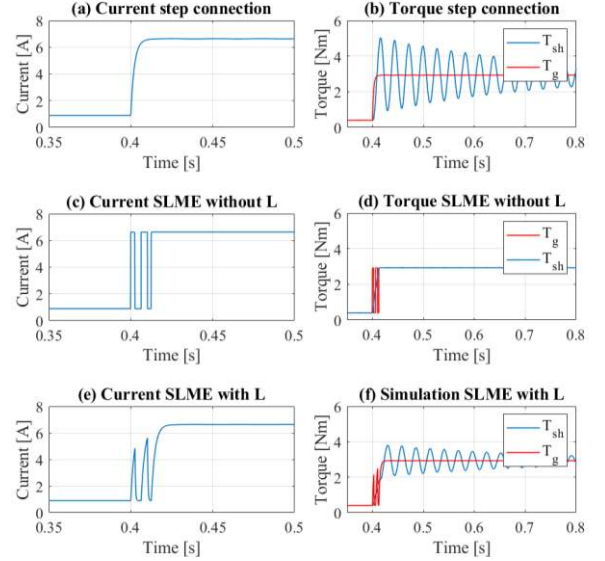 (a) Current step connection
Current [A]
8
6
4
2
0
0.35 0.4 0.45 0.5
Time [s]
(b) Torque step connection
Torque [Nm]
6
4
2
0
T_sh
T_g
0.4 0.5 0.6 0.7 0.8
Time [s]
(c) Current SLME without L
Current [A]
8
6
4
2
0
0.35 0.4 0.45 0.5
Time [s]
(d) Torque SLME without L
Torque [Nm]
6
4
2
0
T_g
T_sh
0.4 0.5 0.6 0.7 0.8
Time [s]
(e) Current SLME with L
Current [A]
8
6
4
2
0
0.35 0.4 0.45 0.5
Time [s]
(f) Simulation SLME with L
Torque [Nm]
6
4
2
0
T_sh
T_g
0.4 0.5 0.6 0.7 0.8
Time [s]